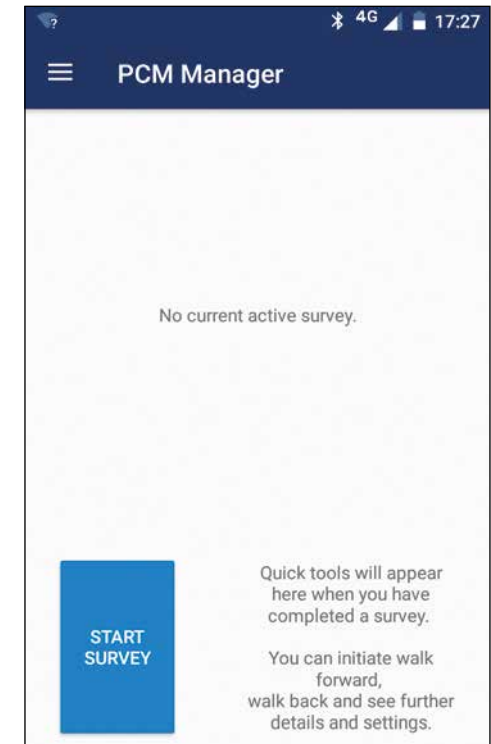 ? 4G 17:27
PCM Manager
No current active survey.
START
SURVEY
Quick tools will appear
here when you have
completed a survey.
You can initiate walk
forward,
walk back and see further
details and settings.